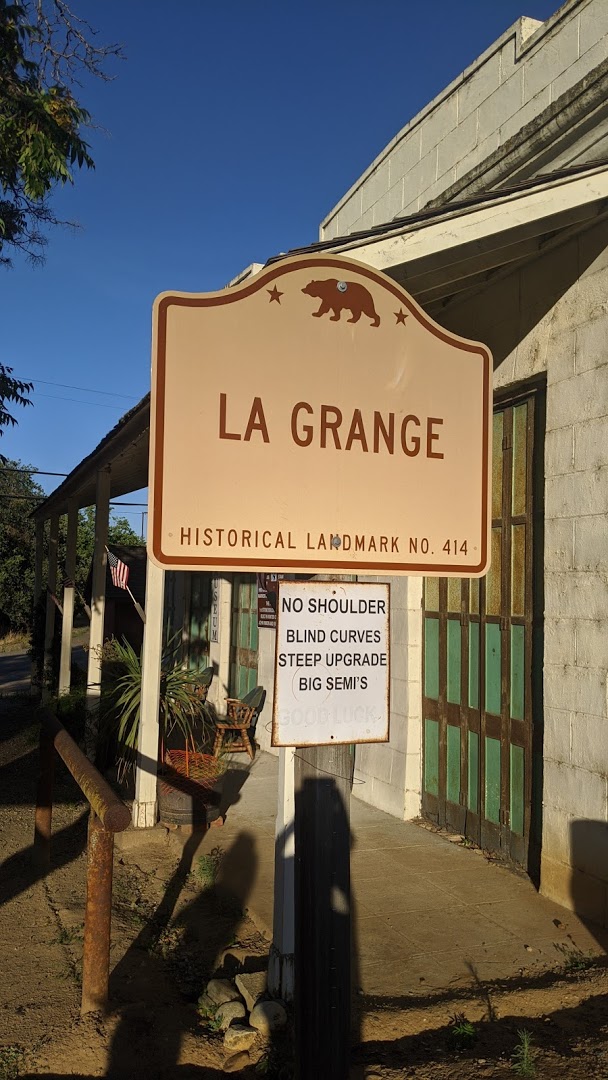 LA GRANGE
HISTORICAL LANDMARK NO. 414
NO SHOULDER
BLIND CURVES
STEEP UPGRADE
BIG SEMI'S
GOOD LUCK!